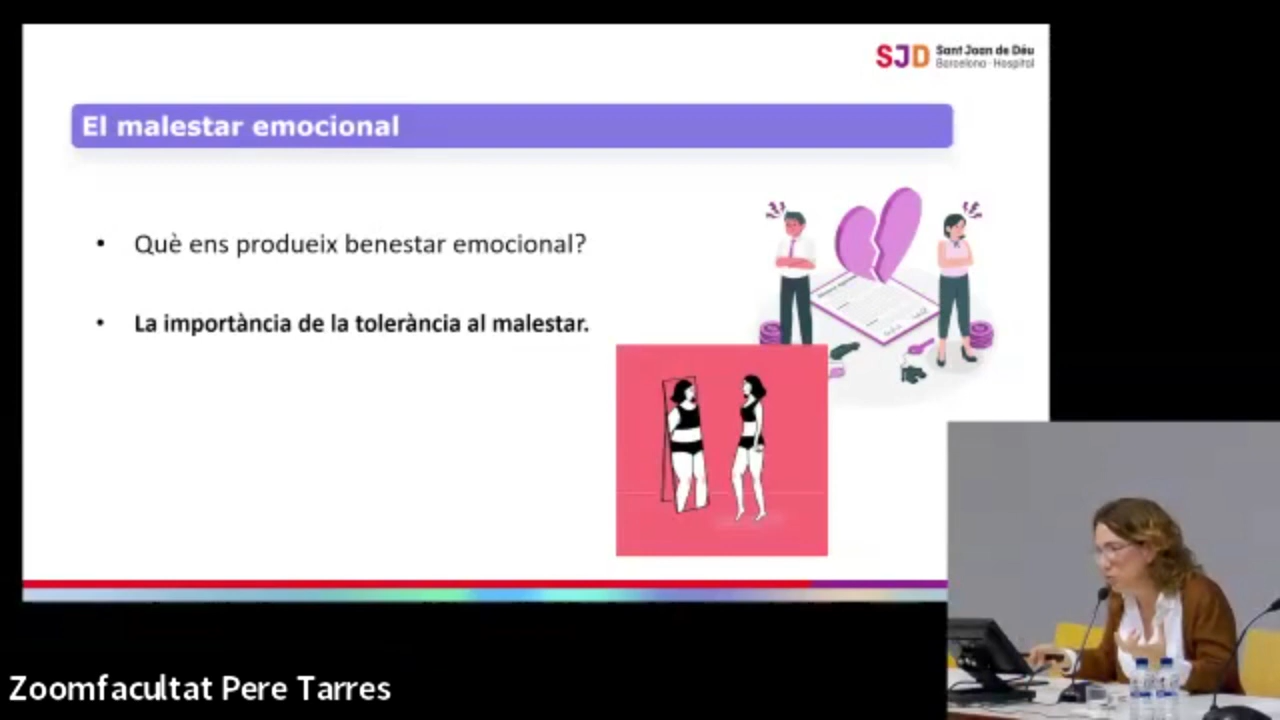 SJD Sant Joan de Déu
Barcelona · Hospital
El malestar emocional
• Què ens produeix benestar emocional?
• La importància de la tolerància al malestar.
Zoomfacultat Pere Tarres